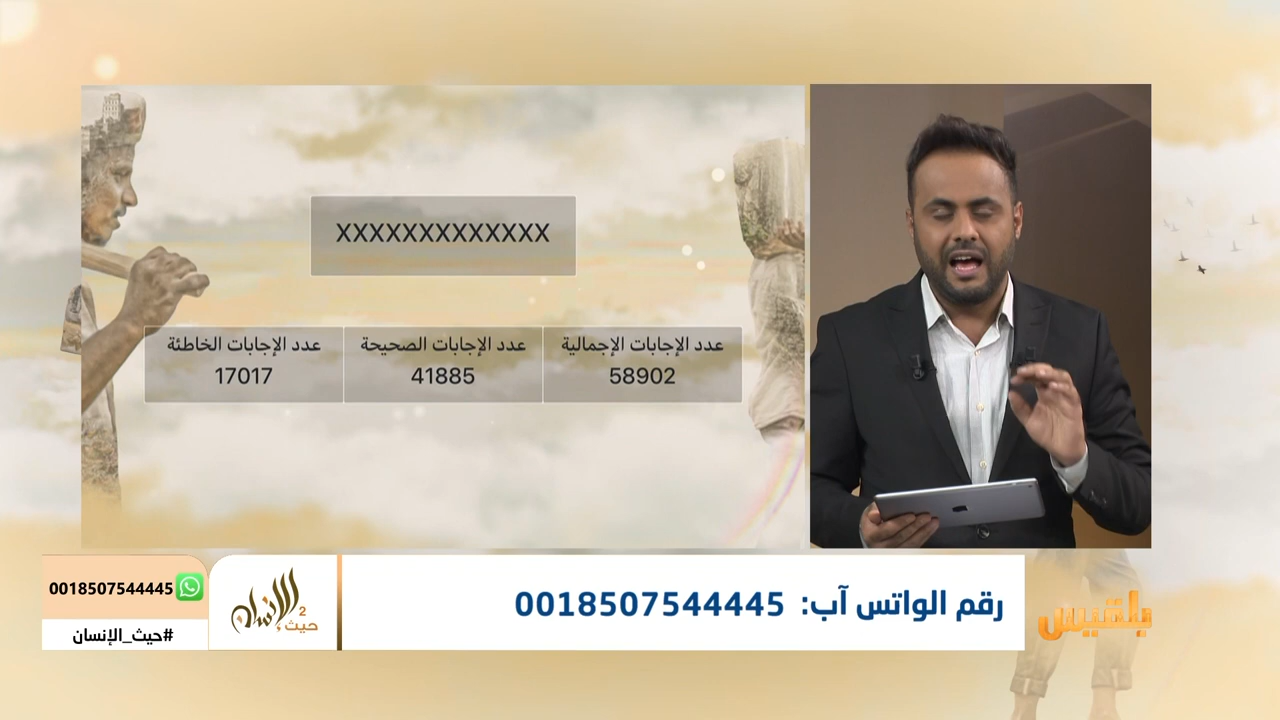 XXXXXXXXXXXXX
عدد الإجابات الإجمالية
58902
عدد الإجابات الصحيحة
41885
عدد الإجابات الخاطئة
17017
رقم الواتس آب: 0018507544445
بلقيس
حيث الإنسان 2
0018507544445
#حيث_الإنسان